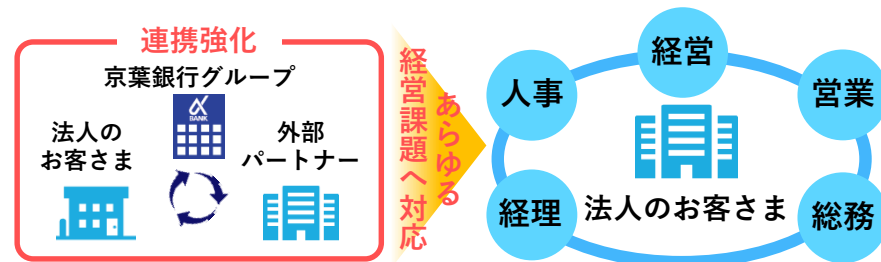 連携強化
京葉銀行グループ
α
BANK
法人の
お客さま
外部
パートナー
あらゆる
経営課題へ対応
経営
人事
営業
経理
法人のお客さま
総務